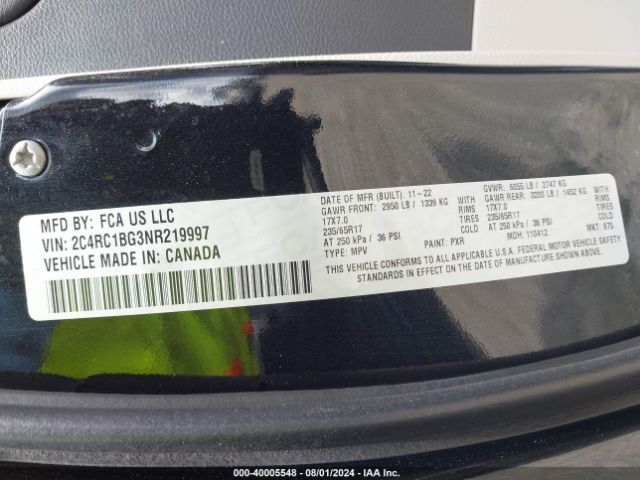 MFD BY: FCA US LLC
VIN: 2C4RC1BG3NR219997
VEHICLE MADE IN: CANADA
DATE OF MFR (BUILT): 11-22 GVWR: 6055 LB / 2747 KG
GAWR FRONT: 2950 LB / 1339 KG WITH GAWR REAR: 3200 LB / 1452 KG WITH
17X7.0 RIMS 17X7.0 RIMS
235/65R17 TIRES 235/65R17 TIRES
AT 250 kPa / 36 PSI COLD AT 250 kPa / 36 PSI COLD
TYPE: MPV PAINT: PXR MDH: 110412 MKT: 875
THIS VEHICLE CONFORMS TO ALL APPLICABLE U.S.A. FEDERAL MOTOR VEHICLE
SAFETY STANDARDS IN EFFECT ON THE DATE OF MANUFACTURE SHOWN ABOVE.
000-40005548 - 08/01/2024 - IAA Inc.